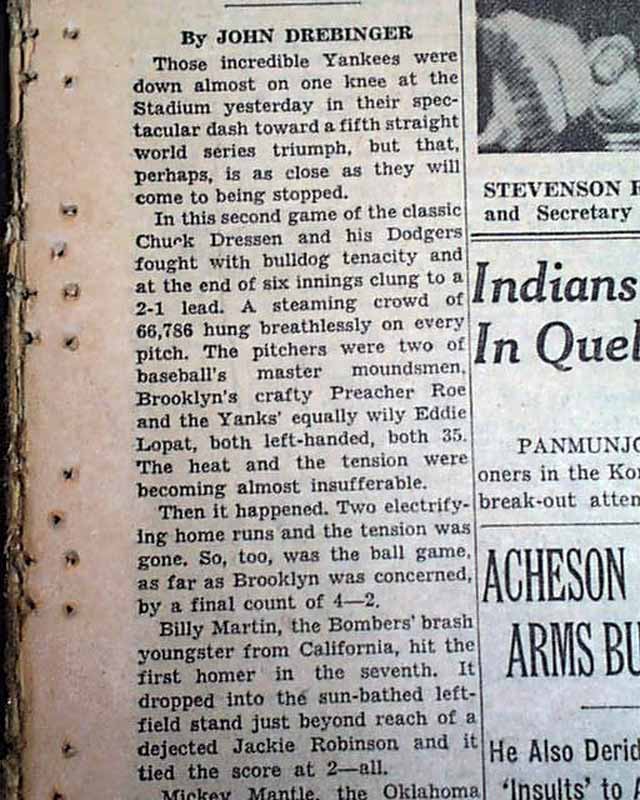 By JOHN DREBINGER
Those incredible Yankees were
down almost on one knee at the
Stadium yesterday in their spec-
tacular dash toward a fifth straight
world series triumph, but that,
perhaps, is as close as they will
come to being stopped.
In this second game of the classic
Chuck Dressen and his Dodgers
fought with bulldog tenacity and
at the end of six innings clung to a
2-1 lead. A steaming crowd of
66,786 hung breathlessly on every
pitch. The pitchers were two of
baseball's master moundsmen,
Brooklyn's crafty Preacher Roe
and the Yanks' equally wily Eddie
Lopat, both left-handed, both 35.
The heat and the tension were
becoming almost insufferable.
Then it happened. Two electrify-
ing home runs and the tension was
gone. So, too, was the ball game,
as far as Brooklyn was concerned,
by a final count of 4—2.
Billy Martin, the Bombers' brash
youngster from California, hit the
first homer in the seventh. It
dropped into the sun-bathed left-
field stand just beyond reach of a
dejected Jackie Robinson and it
tied the score at 2—all.
Mickey Mantle, the Oklahoma
STEVENSON
and Secretary
Indians
In Quel
PANMUNJO
oners in the Kor
break-out atten
ACHESON
ARMS BU
He Also Derid
'Insults' to